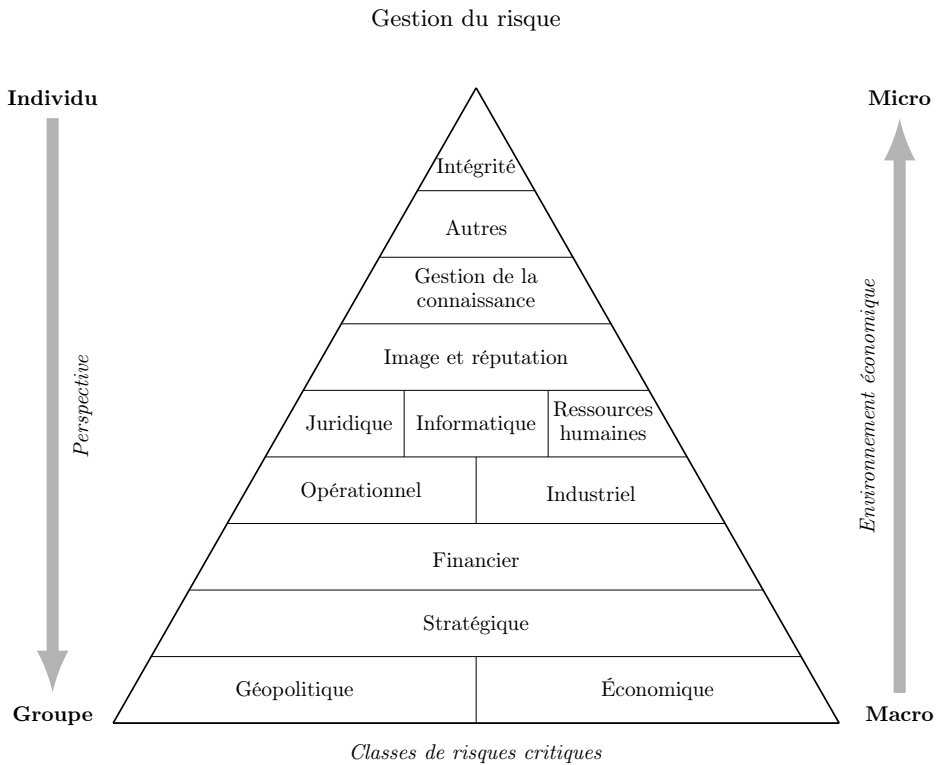 Gestion du risque
Individu
Micro
Intégrité
Autres
Gestion de la
connaissance
Image et réputation
Juridique
Informatique
Ressources
humaines
Perspective
Environnement économique
Opérationnel
Industriel
Financier
Stratégique
Géopolitique
Économique
Groupe
Macro
Classes de risques critiques